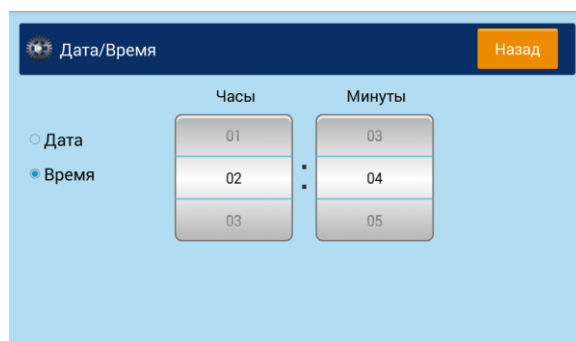 Дата/Время
Назад
Часы Минуты
01 03
Дата
Время
02 : 04
03 05